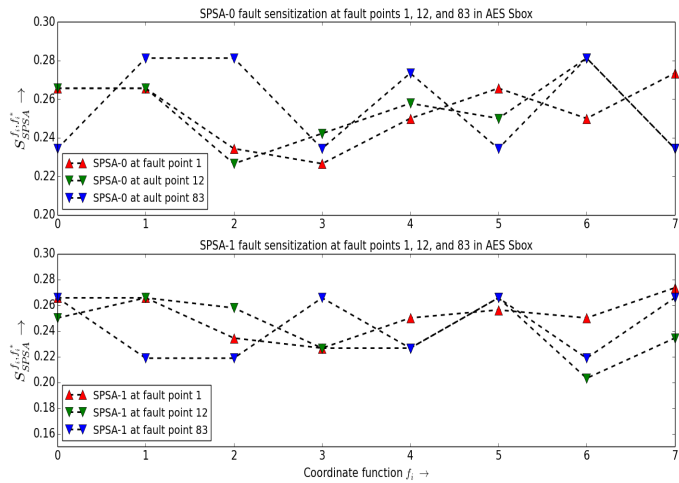 SPSA-0 fault sensitization at fault points 1, 12, and 83 in AES Sbox
0.30
0.28
0.26
0.24
0.22
0.20
S_{SPSA}^{f_i,f_i^*} →
SPSA-0 at fault point 1
SPSA-0 at ault point 12
SPSA-0 at ault point 83
0 1 2 3 4 5 6 7
SPSA-1 fault sensitization at fault points 1, 12, and 83 in AES Sbox
0.30
0.28
0.26
0.24
0.22
0.20
0.18
0.16
S_{SPSA}^{f_i,f_i^*} →
SPSA-1 at fault point 1
SPSA-1 at fault point 12
SPSA-1 at fault point 83
0 1 2 3 4 5 6 7
Coordinate function f_i →